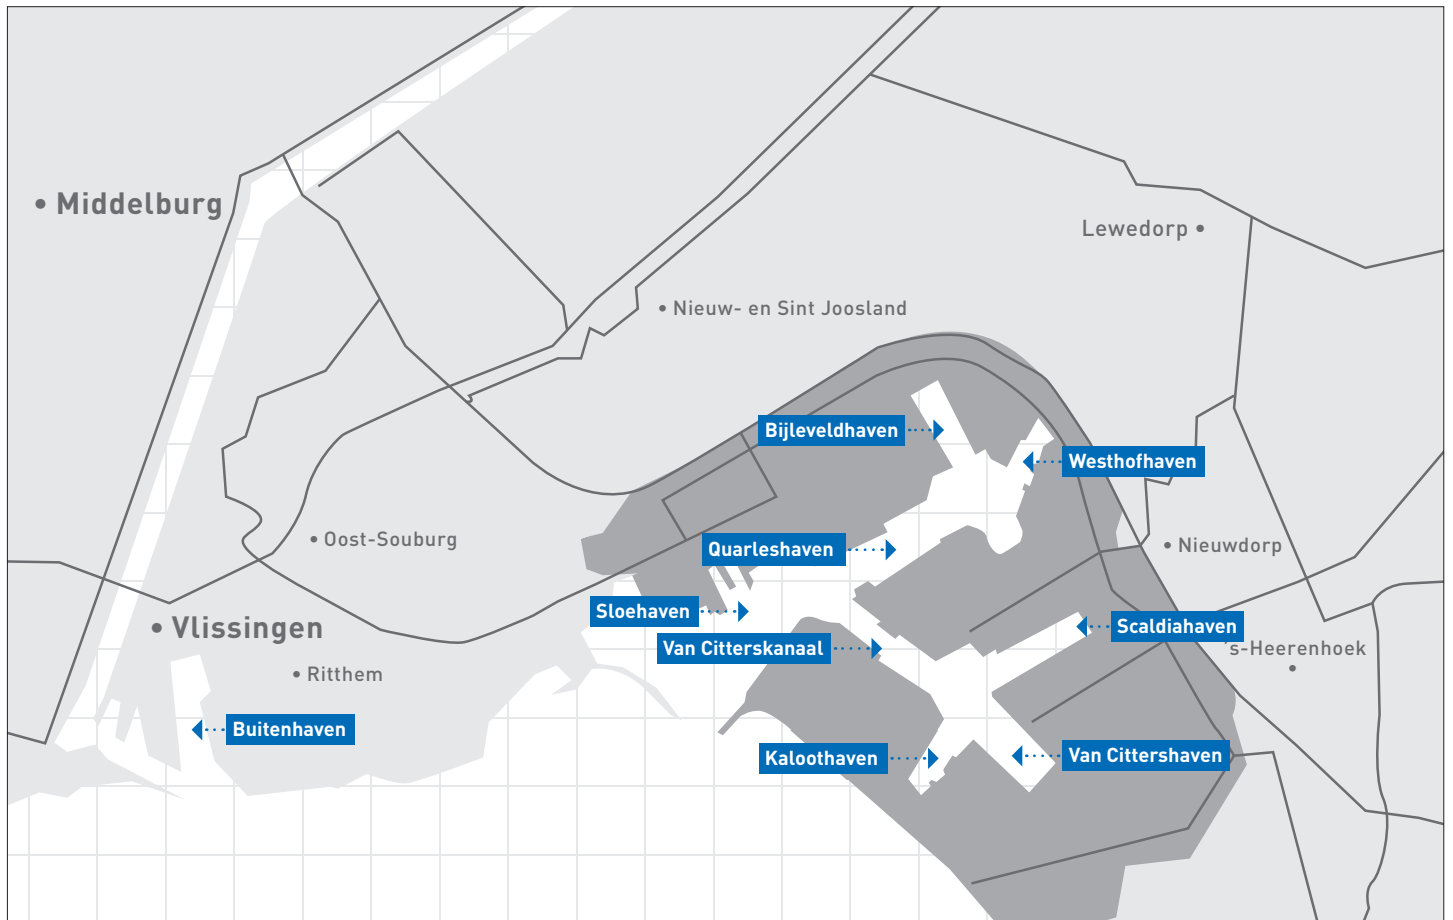 • Middelburg
Lewedorp •
• Nieuw- en Sint Joosland
Bijleveldhaven
Westhofhaven
• Oost-Souburg
Quarleshaven
• Nieuwdorp
Sloehaven
• Vlissingen
Scaldiahaven
Van Citterskanaal
's-Heerenhoek
• Ritthem
Buitenhaven
Kaloothaven
Van Cittershaven